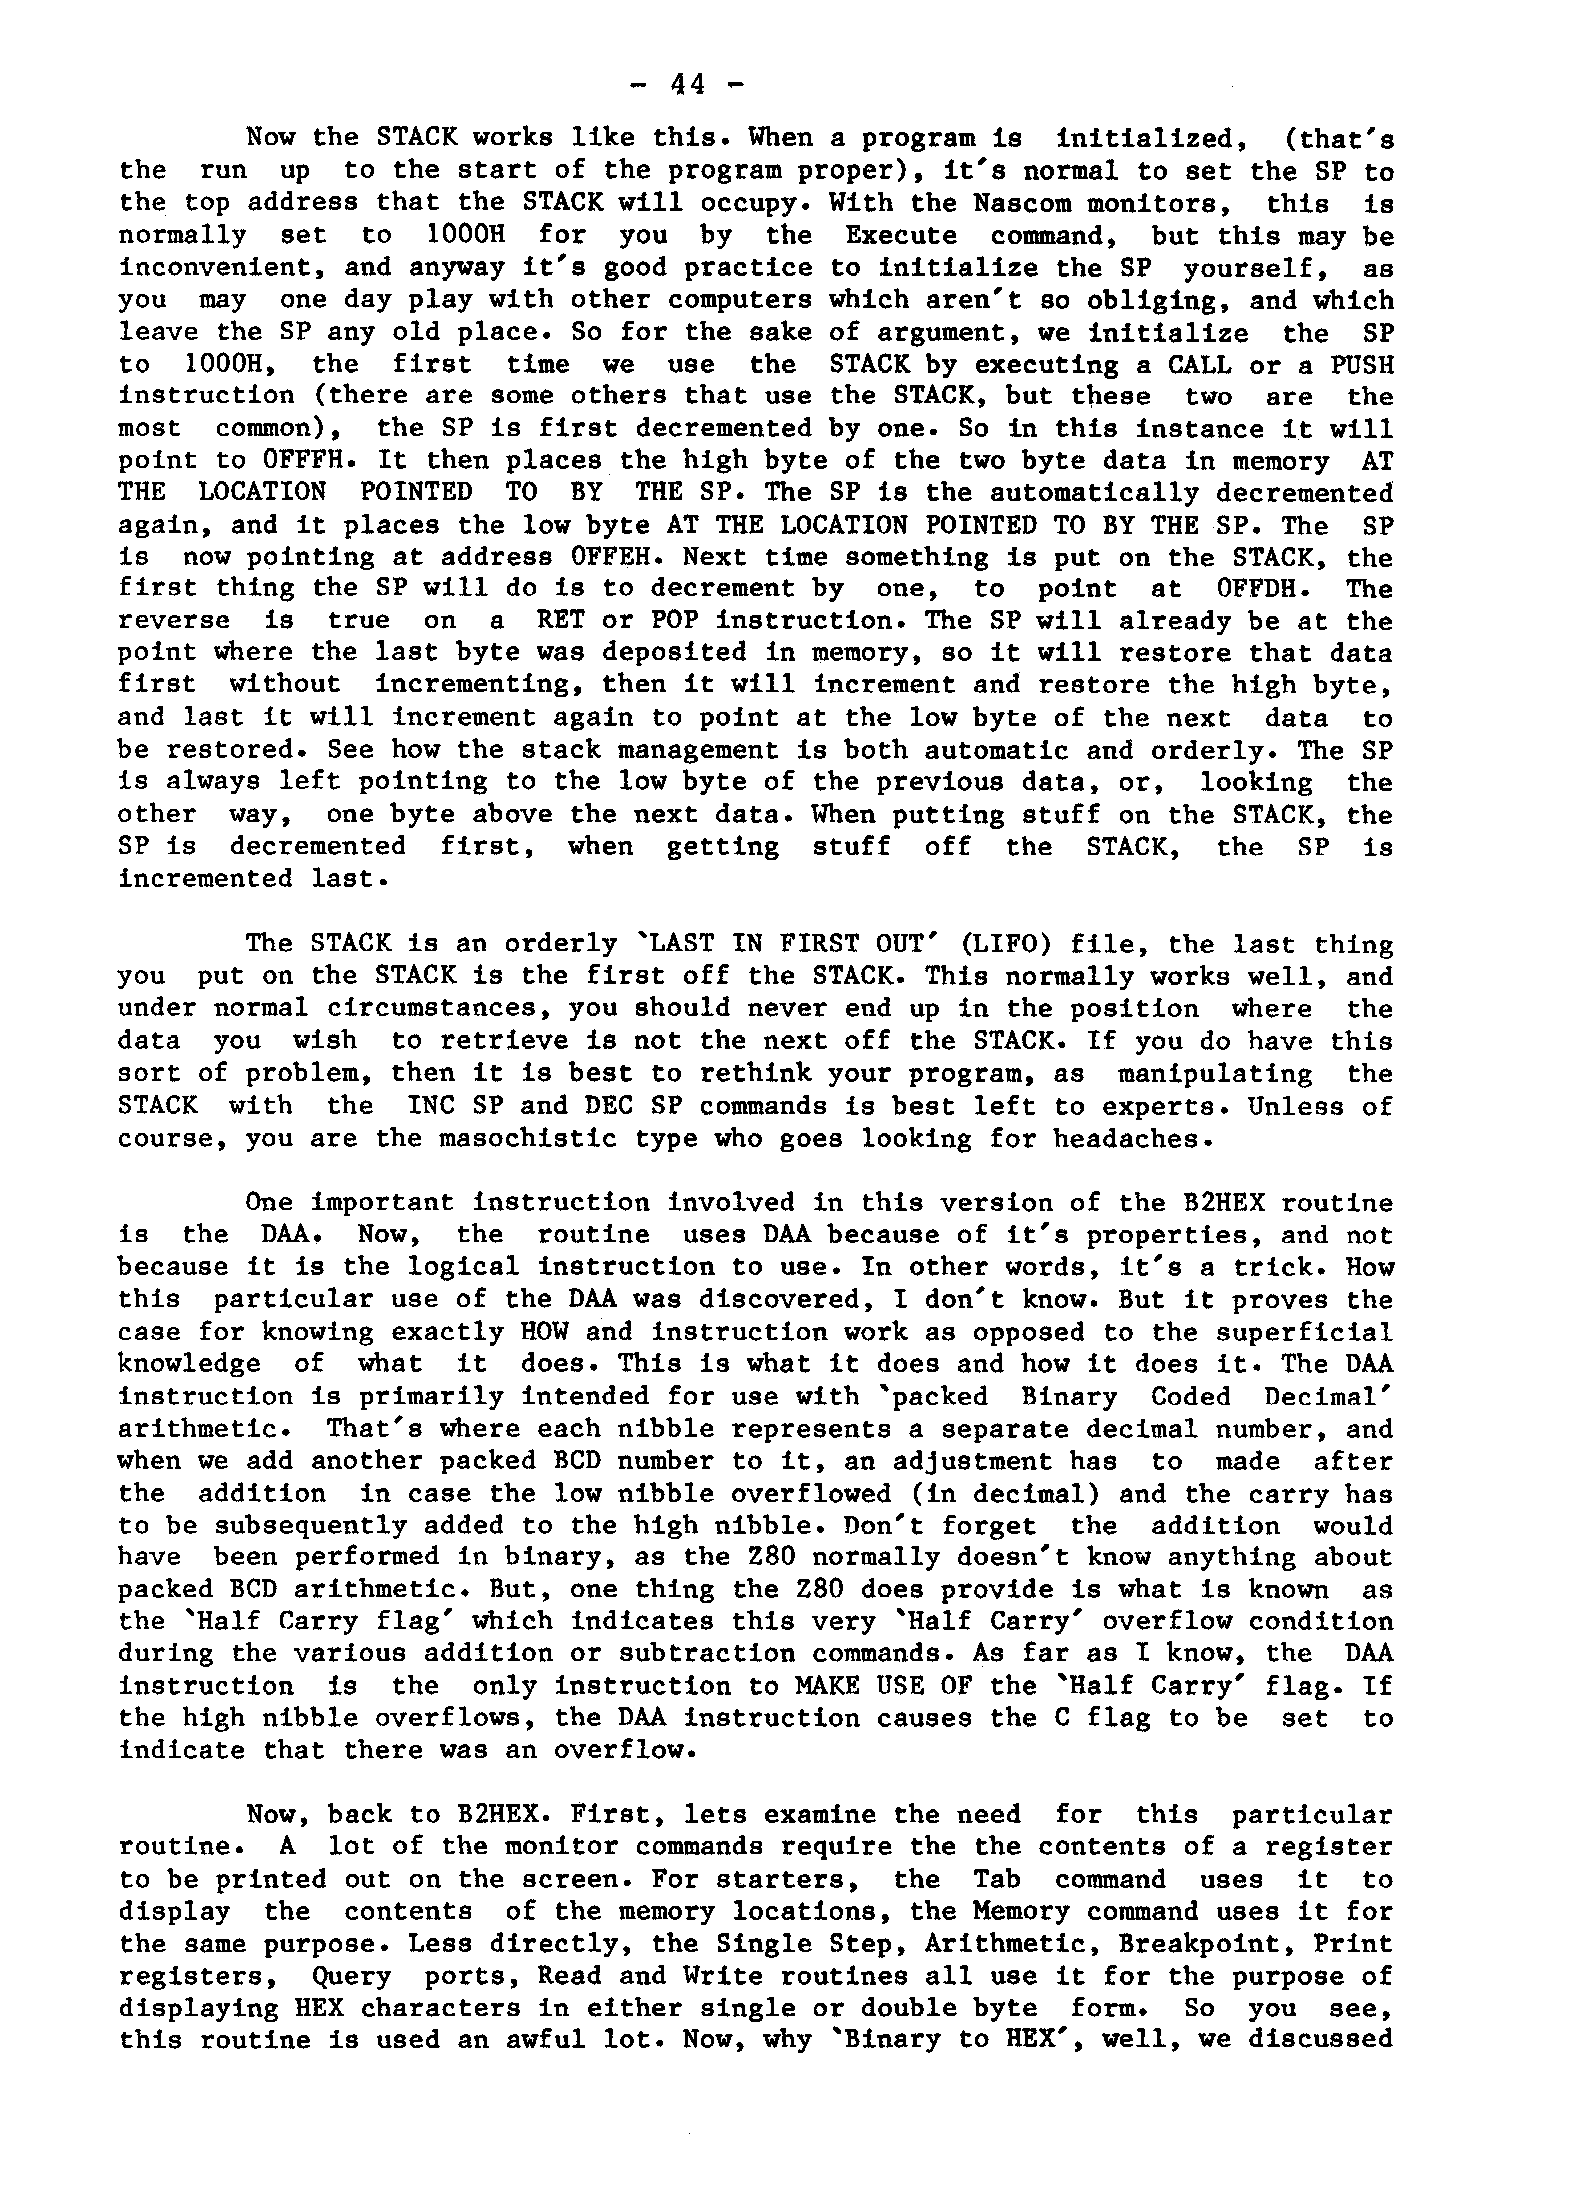 - 44 -
Now the STACK works like this. When a program is initialized, (that's
the run up to the start of the program proper), it's normal to set the SP to
the top address that the STACK will occupy. With the Nascom monitors, this is
normally set to 1000H for you by the Execute command, but this may be
inconvenient, and anyway it's good practice to initialize the SP yourself, as
you may one day play with other computers which aren't so obliging, and which
leave the SP any old place. So for the sake of argument, we initialize the SP
to 1000H, the first time we use the STACK by executing a CALL or a PUSH
instruction (there are some others that use the STACK, but these two are the
most common), the SP is first decremented by one. So in this instance it will
point to 0FFFH. It then places the high byte of the two byte data in memory AT
THE LOCATION POINTED TO BY THE SP. The SP is the automatically decremented
again, and it places the low byte AT THE LOCATION POINTED TO BY THE SP. The SP
is now pointing at address 0FFEH. Next time something is put on the STACK, the
first thing the SP will do is to decrement by one, to point at 0FFDH. The
reverse is true on a RET or POP instruction. The SP will already be at the
point where the last byte was deposited in memory, so it will restore that data
first without incrementing, then it will increment and restore the high byte,
and last it will increment again to point at the low byte of the next data to
be restored. See how the stack management is both automatic and orderly. The SP
is always left pointing to the low byte of the previous data, or, looking the
other way, one byte above the next data. When putting stuff on the STACK, the
SP is decremented first, when getting stuff off the STACK, the SP is
incremented last.
The STACK is an orderly `LAST IN FIRST OUT' (LIFO) file, the last thing
you put on the STACK is the first off the STACK. This normally works well, and
under normal circumstances, you should never end up in the position where the
data you wish to retrieve is not the next off the STACK. If you do have this
sort of problem, then it is best to rethink your program, as manipulating the
STACK with the INC SP and DEC SP commands is best left to experts. Unless of
course, you are the masochistic type who goes looking for headaches.
One important instruction involved in this version of the B2HEX routine
is the DAA. Now, the routine uses DAA because of it's properties, and not
because it is the logical instruction to use. In other words, it's a trick. How
this particular use of the DAA was discovered, I don't know. But it proves the
case for knowing exactly HOW and instruction work as opposed to the superficial
knowledge of what it does. This is what it does and how it does it. The DAA
instruction is primarily intended for use with `packed Binary Coded Decimal'
arithmetic. That's where each nibble represents a separate decimal number, and
when we add another packed BCD number to it, an adjustment has to made after
the addition in case the low nibble overflowed (in decimal) and the carry has
to be subsequently added to the high nibble. Don't forget the addition would
have been performed in binary, as the Z80 normally doesn't know anything about
packed BCD arithmetic. But, one thing the Z80 does provide is what is known as
the `Half Carry flag' which indicates this very `Half Carry' overflow condition
during the various addition or subtraction commands. As far as I know, the DAA
instruction is the only instruction to MAKE USE OF the `Half Carry' flag. If
the high nibble overflows, the DAA instruction causes the C flag to be set to
indicate that there was an overflow.
Now, back to B2HEX. First, lets examine the need for this particular
routine. A lot of the monitor commands require the the contents of a register
to be printed out on the screen. For starters, the Tab command uses it to
display the contents of the memory locations, the Memory command uses it for
the same purpose. Less directly, the Single Step, Arithmetic, Breakpoint, Print
registers, Query ports, Read and Write routines all use it for the purpose of
displaying HEX characters in either single or double byte form. So you see,
this routine is used an awful lot. Now, why `Binary to HEX', well, we discussed